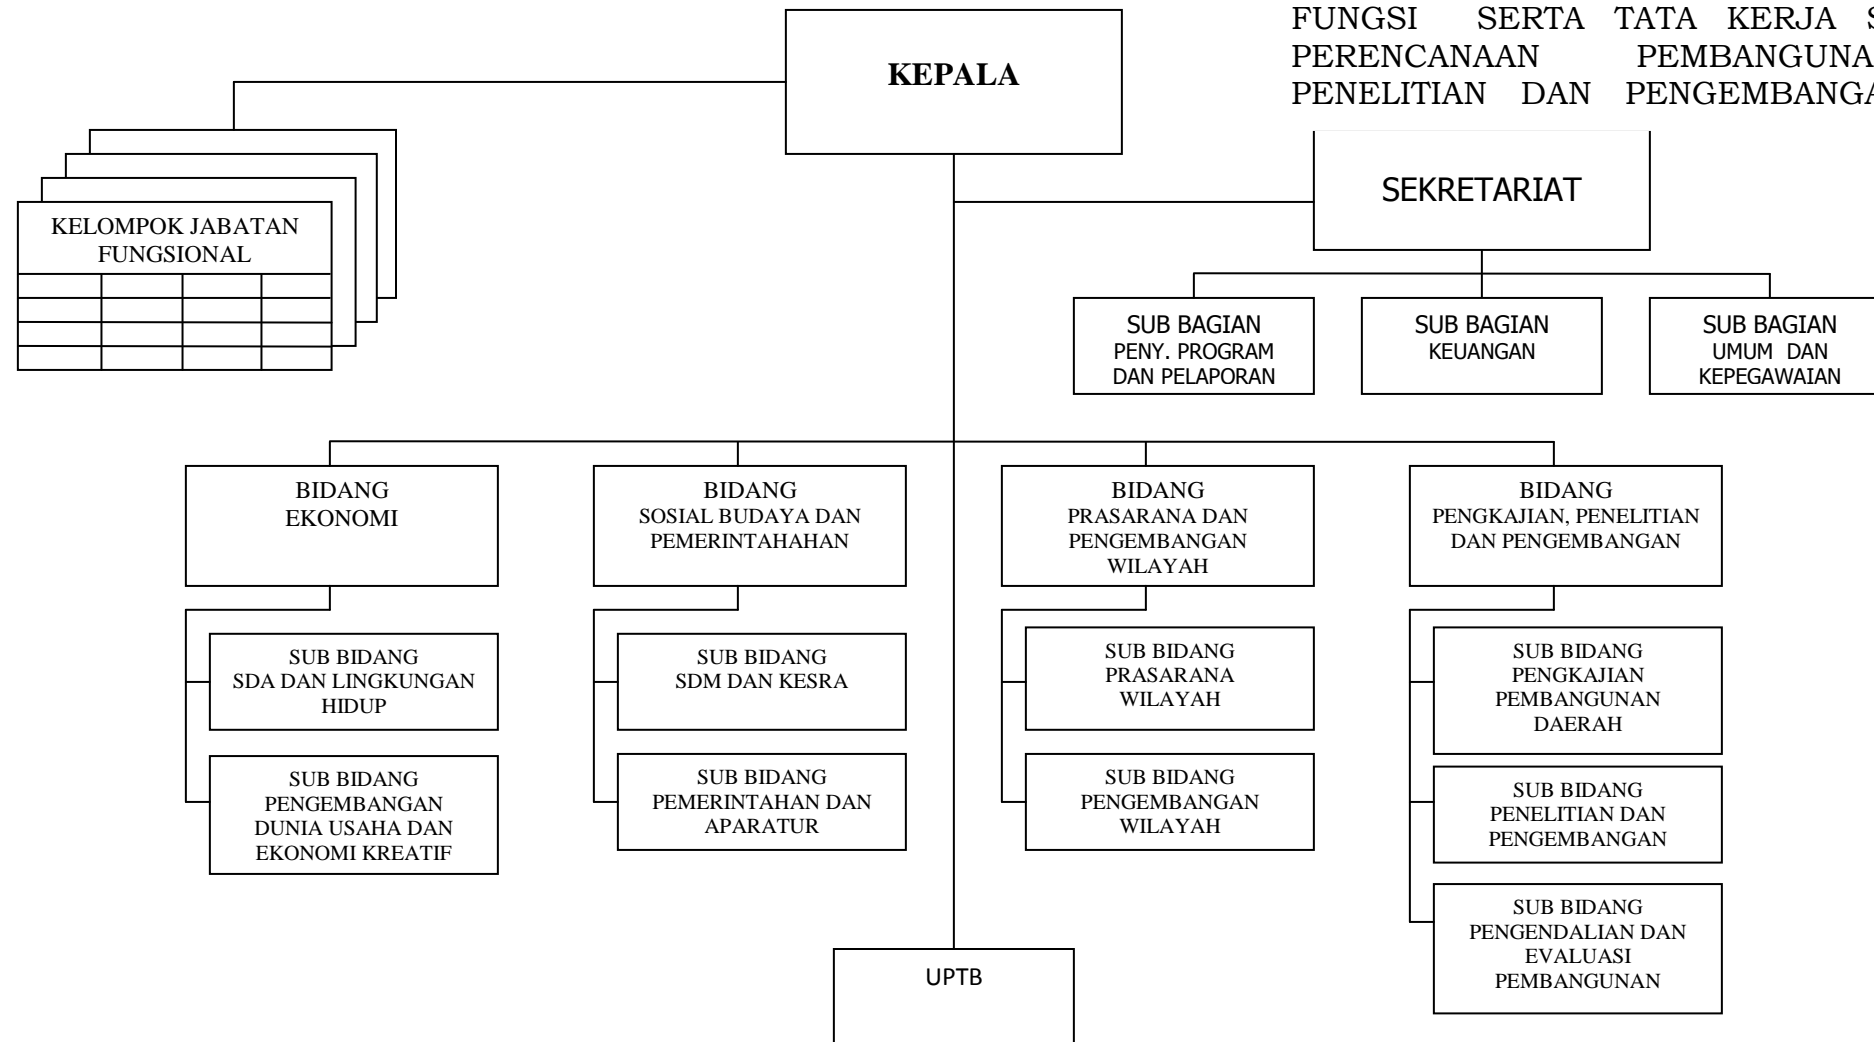 FUNGSI SERTA TATA KERJA
PERENCANAAN
PENELITIAN DAN
KEPALA
SEKRETARIAT
KELOMPOK JABATAN
FUNGSIONAL
SUB BAGIAN
PENY. PROGRAM
DAN PELAPORAN
SUB BAGIAN
KEUANGAN
SUB BAGIAN
UMUM DAN
KEPEGAWAIAN
BIDANG
EKONOMI
BIDANG
SOSIAL BUDAYA DAN
PEMERINTAHAHAN
BIDANG
PRASARANA DAN
PENGEMBANGAN
WILAYAH
BIDANG
PENGKAJIAN, PENELITIAN
DAN PENGEMBANGAN
SUB BIDANG
SDA DAN LINGKUNGAN
HIDUP
SUB BIDANG
SDM DAN KESRA
SUB BIDANG
PRASARANA
WILAYAH
SUB BIDANG
PENGKAJIAN
PEMBANGUNAN
DAERAH
SUB BIDANG
PENGEMBANGAN
DUNIA USAHA DAN
EKONOMI KREATIF
SUB BIDANG
PEMERINTAHAN DAN
APARATUR
SUB BIDANG
PENGEMBANGAN
WILAYAH
SUB BIDANG
PENELITIAN DAN
PENGEMBANGAN
SUB BIDANG
PENGENDALIAN DAN
EVALUASI
PEMBANGUNAN
UPTB